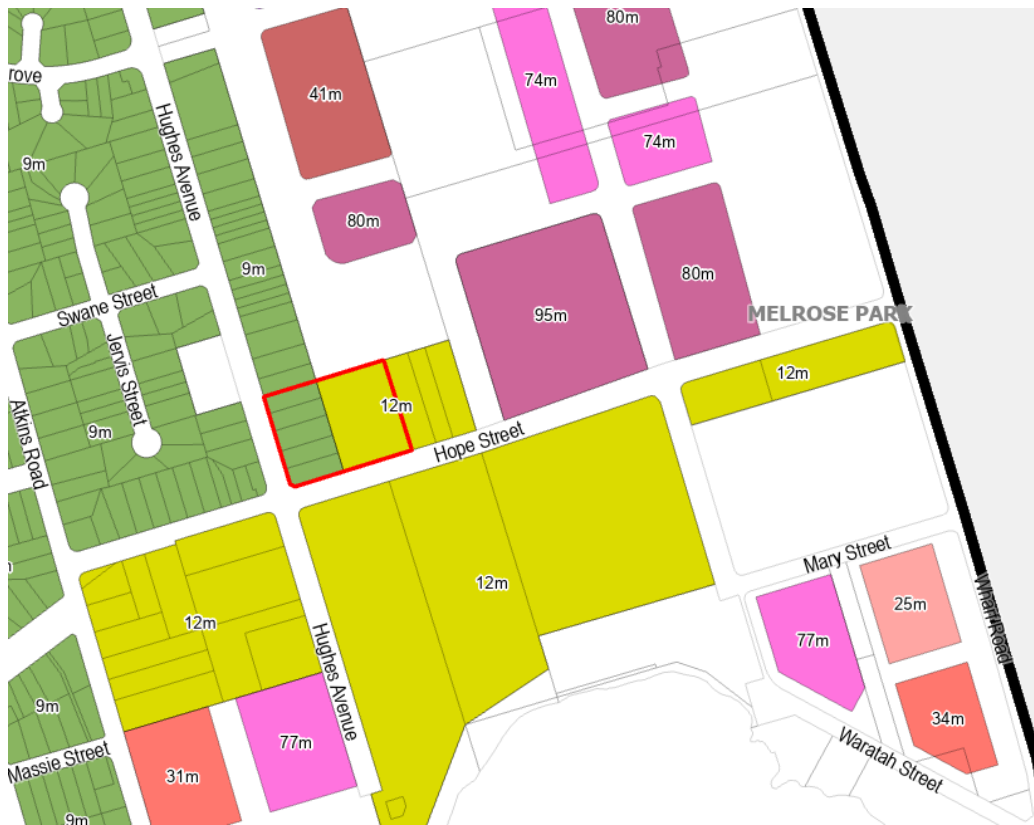 80m
rove
41m
74m
Hughes Avenue
74m
9m
80m
9m
80m
Swane Street
95m
MELROSE PARK
Jervis Street
12m
12m
Atkins Road
9m
Hope Street
Mary Street
12m
25m
Wharf Road
12m
77m
Hughes Avenue
9m
34m
77m
Waratah Street
Massie Street
31m
9m